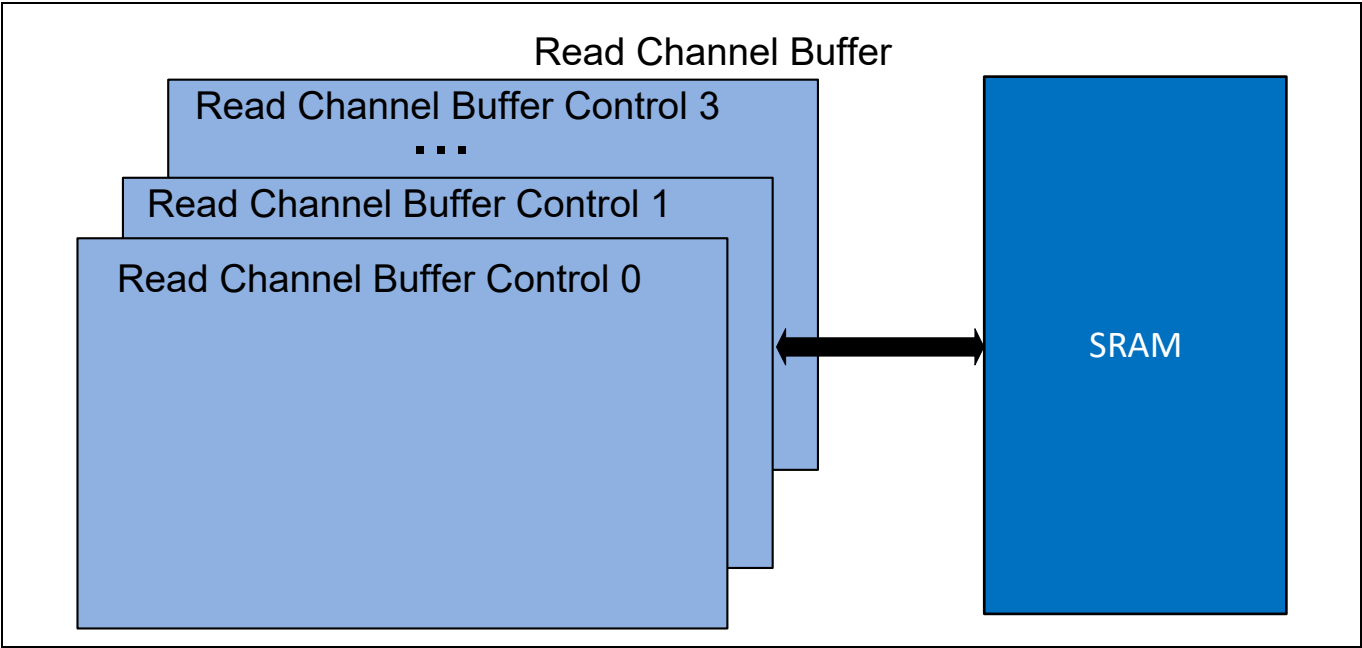 Read Channel Buffer
Read Channel Buffer Control 3
...
Read Channel Buffer Control 1
Read Channel Buffer Control 0
SRAM